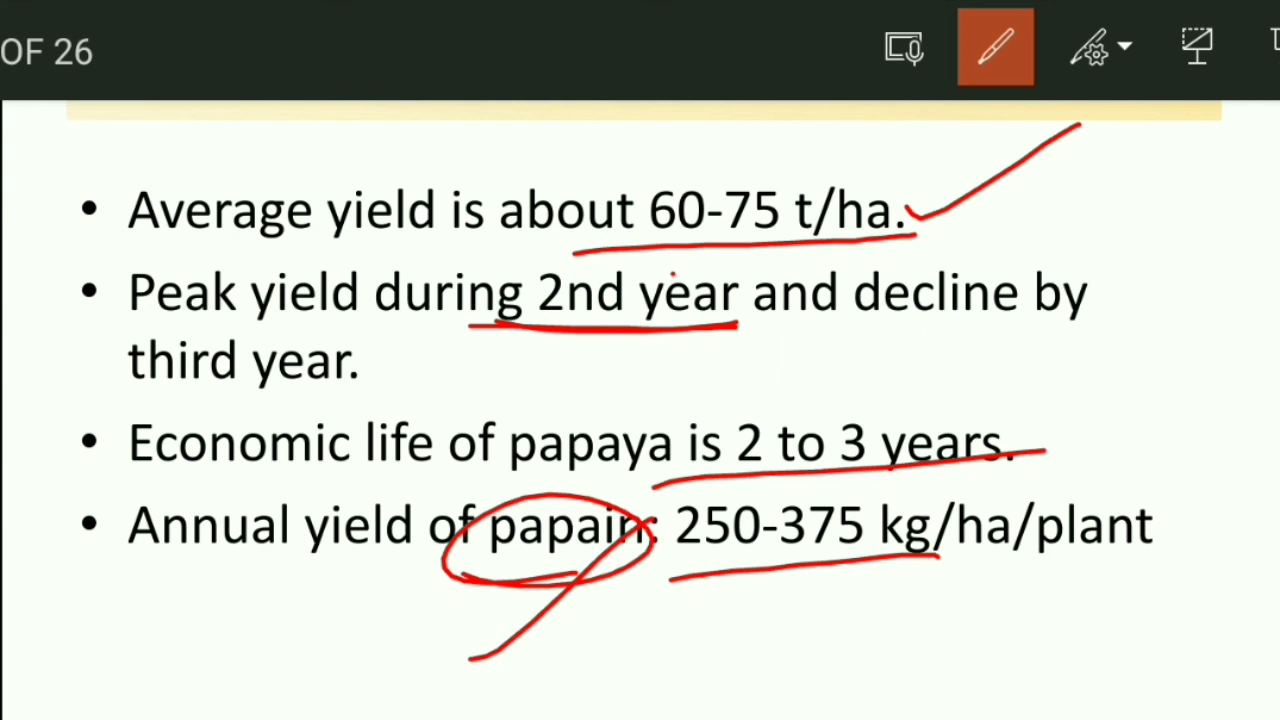 OF 26
• Average yield is about 60-75 t/ha.
• Peak yield during 2nd year and decline by
third year.
• Economic life of papaya is 2 to 3 years.
• Annual yield of papain: 250-375 kg/ha/plant